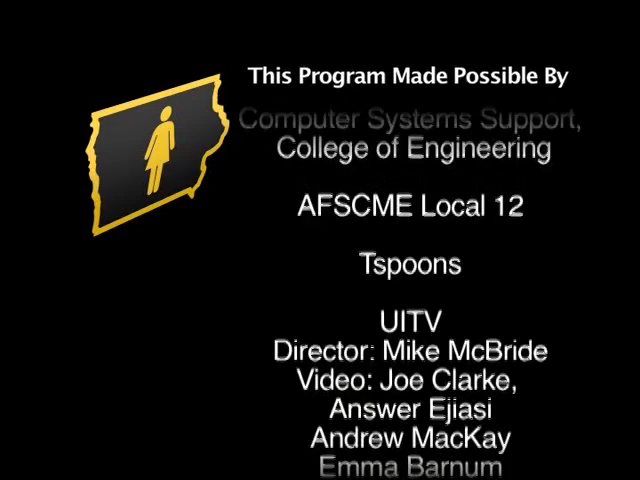 This Program Made Possible By
Computer Systems Support,
College of Engineering
AFSCME Local 12
Tspoons
UITV
Director: Mike McBride
Video: Joe Clarke,
Answer Ejiasi
Andrew MacKay
Emma Barnum